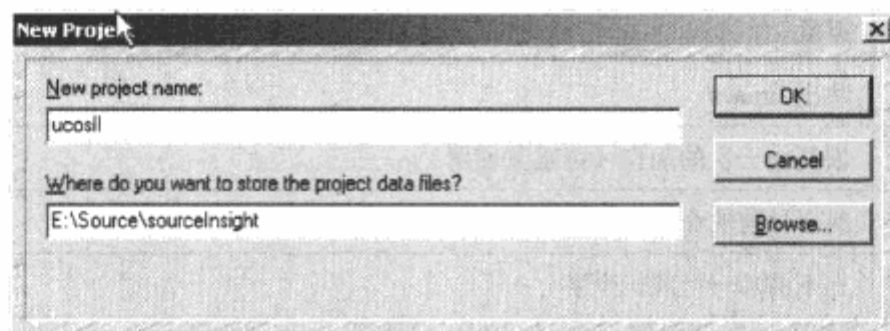 New Proje
New project name:
ucosII
OK
Cancel
Where do you want to store the project data files?
E:\Source\sourceInsight
Browse...